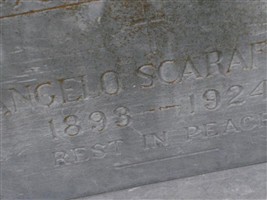 ANGELO SCARAF
1893—1924
REST IN PEACE